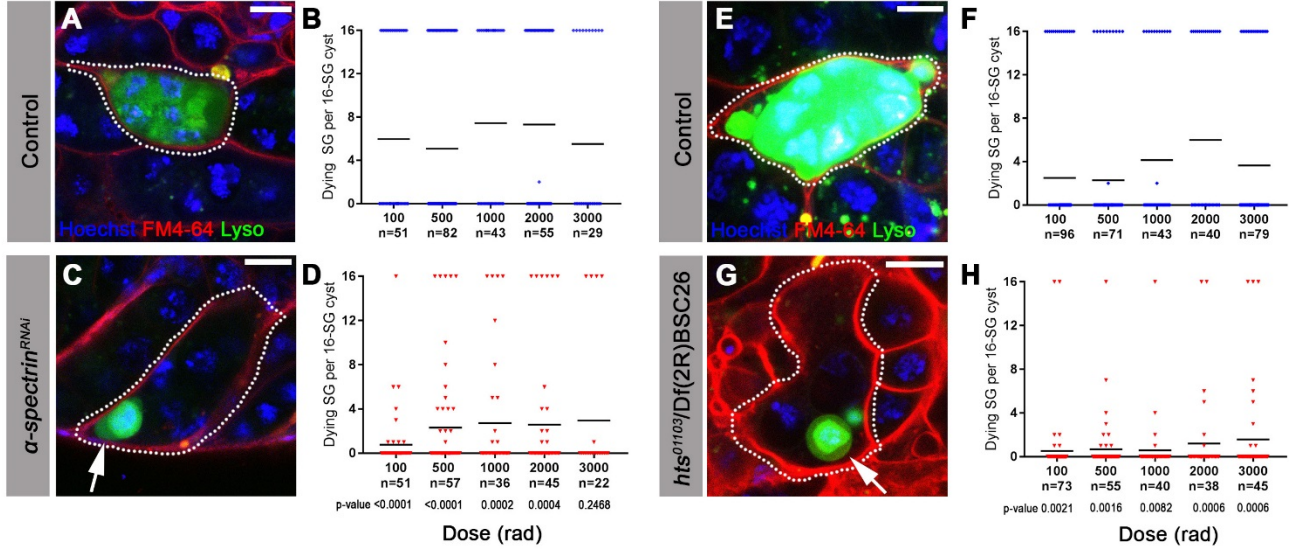 A
Control
Hoechst FM4-64 Lyso
B
Dying SG per 16-SG cyst
16
12
8
4
0
100 500 1000 2000 3000
n=51 n=82 n=43 n=55 n=29
E
Control
Hoechst FM4-64 Lyso
F
Dying SG per 16-SG cyst
16
12
8
4
0
100 500 1000 2000 3000
n=96 n=71 n=43 n=40 n=79
C
α-spectrinRNAi
D
Dying SG per 16-SG cyst
16
12
8
4
0
100 500 1000 2000 3000
n=51 n=57 n=36 n=45 n=22
p-value <0.0001 <0.0001 0.0002 0.0004 0.2468
Dose (rad)
G
hts01103/Df(2R)BSC26
H
Dying SG per 16-SG cyst
16
12
8
4
0
100 500 1000 2000 3000
n=73 n=55 n=40 n=38 n=45
p-value 0.0021 0.0016 0.0082 0.0006 0.0006
Dose (rad)